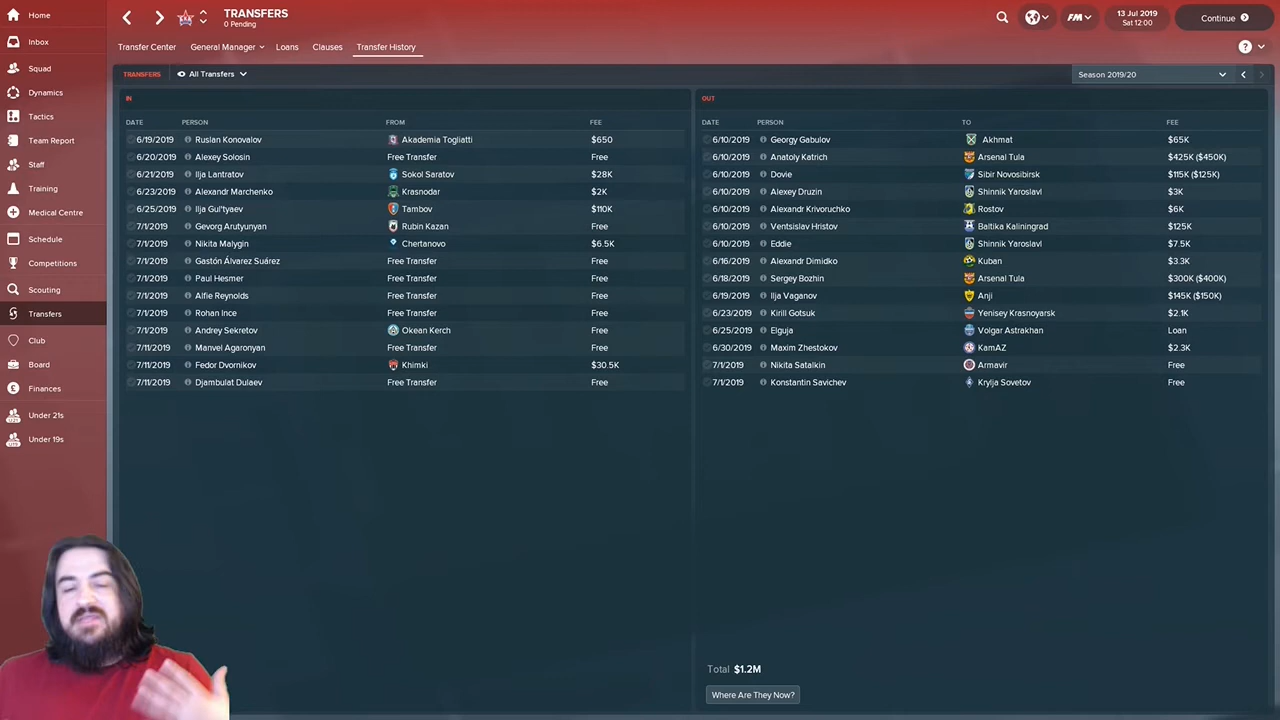 Home
Inbox
Squad
Dynamics
Tactics
Team Report
Staff
Training
Medical Centre
Schedule
Competitions
Scouting
Transfers
Club
Board
Finances
Under 21s
Under 19s
TRANSFERS
0 Pending
FM
13 Jul 2019
Sat 12:00
Continue
Transfer Center General Manager Loans Clauses Transfer History
?
TRANSFERS All Transfers Season 2019/20
IN
DATE PERSON FROM FEE
6/19/2019 Ruslan Konovalov Akademia Togliatti $650
6/20/2019 Alexey Solosin Free Transfer Free
6/21/2019 Ilja Lantratov Sokol Saratov $28K
6/23/2019 Alexandr Marchenko Krasnodar $2K
6/25/2019 Ilja Gul'tyaev Tambov $110K
7/1/2019 Gevorg Arutyunyan Rubin Kazan Free
7/1/2019 Nikita Malygin Chertanovo $6.5K
7/1/2019 Gastón Álvarez Suárez Free Transfer Free
7/1/2019 Paul Hesmer Free Transfer Free
7/1/2019 Alfie Reynolds Free Transfer Free
7/1/2019 Rohan Ince Free Transfer Free
7/1/2019 Andrey Sekretov Okean Kerch Free
7/11/2019 Manvel Agaronyan Free Transfer Free
7/11/2019 Fedor Dvornikov Khimki $30.5K
7/11/2019 Djambulat Dulaev Free Transfer Free
OUT
DATE PERSON TO FEE
6/10/2019 Georgy Gabulov Akhmat $65K
6/10/2019 Anatoly Katrich Arsenal Tula $425K ($450K)
6/10/2019 Dovie Sibir Novosibirsk $115K ($125K)
6/10/2019 Alexey Druzin Shinnik Yaroslavl $3K
6/10/2019 Alexandr Krivoruchko Rostov $6K
6/10/2019 Ventsislav Hristov Baltika Kaliningrad $125K
6/10/2019 Eddie Shinnik Yaroslavl $7.5K
6/16/2019 Alexandr Dimidko Kuban $3.3K
6/18/2019 Sergey Bozhin Arsenal Tula $300K ($400K)
6/19/2019 Ilja Vaganov Anji $145K ($150K)
6/23/2019 Kirill Gotsuk Yenisey Krasnoyarsk $2.1K
6/25/2019 Elguja Volgar Astrakhan Loan
6/30/2019 Maxim Zhestokov KamAZ $2.3K
7/1/2019 Nikita Satalkin Armavir Free
7/1/2019 Konstantin Savichev Krylja Sovetov Free
Total $1.2M
Where Are They Now?